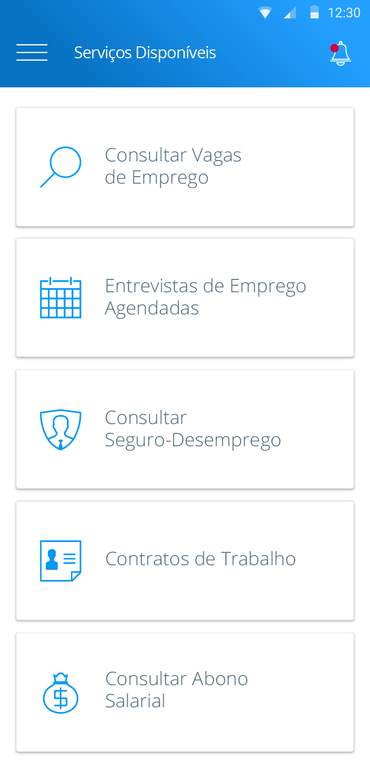 12:30
Serviços Disponíveis
Consultar Vagas
de Emprego
Entrevistas de Emprego
Agendadas
Consultar
Seguro-Desemprego
Contratos de Trabalho
Consultar Abono
Salarial